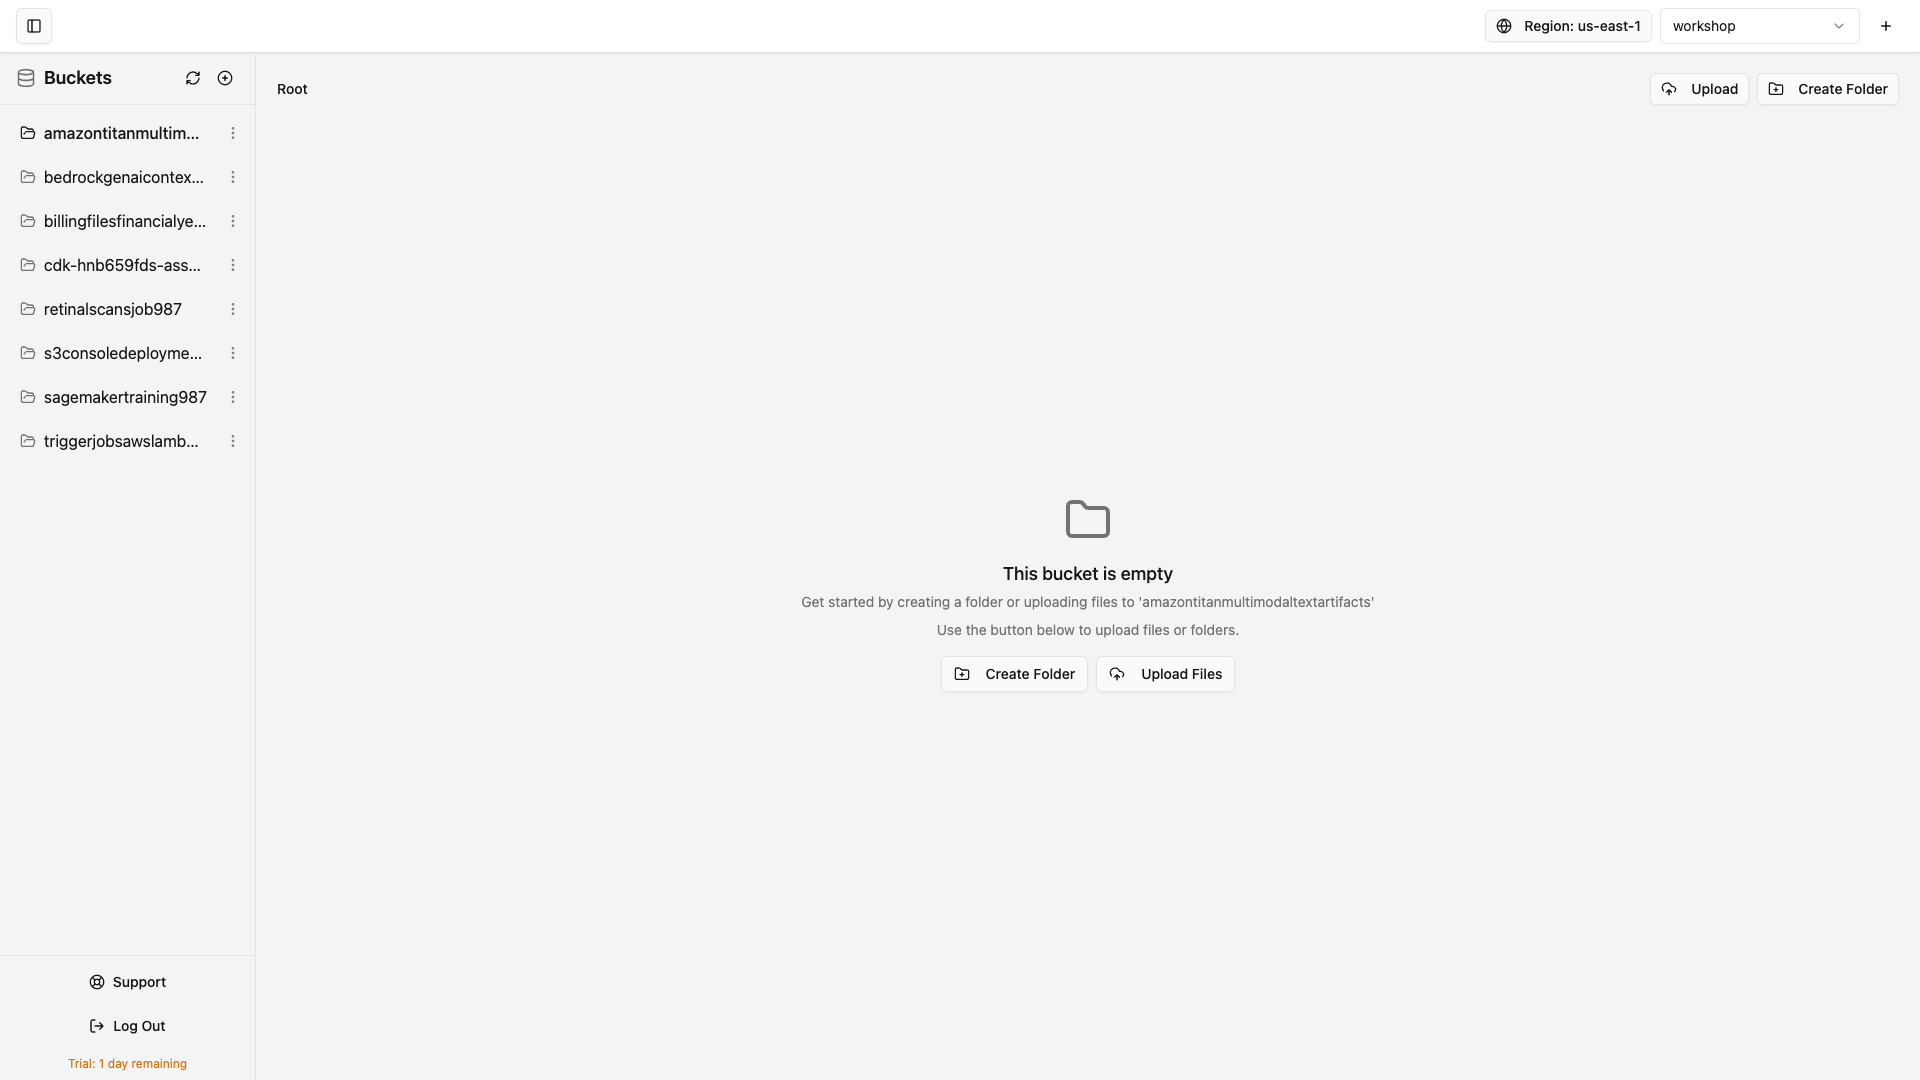 Region: us-east-1
workshop
Buckets
Root
Upload
Create Folder
amazontitanmultim...
bedrockgenaicontex...
billingfilesfinancialye...
cdk-hnb659fds-ass...
retinalscansjob987
s3consoledeployme...
sagemakertraining987
triggerjobsawslamb...
This bucket is empty
Get started by creating a folder or uploading files to 'amazontitanmultimodaltextartifacts'
Use the button below to upload files or folders.
Create Folder
Upload Files
Support
Log Out
Trial: 1 day remaining